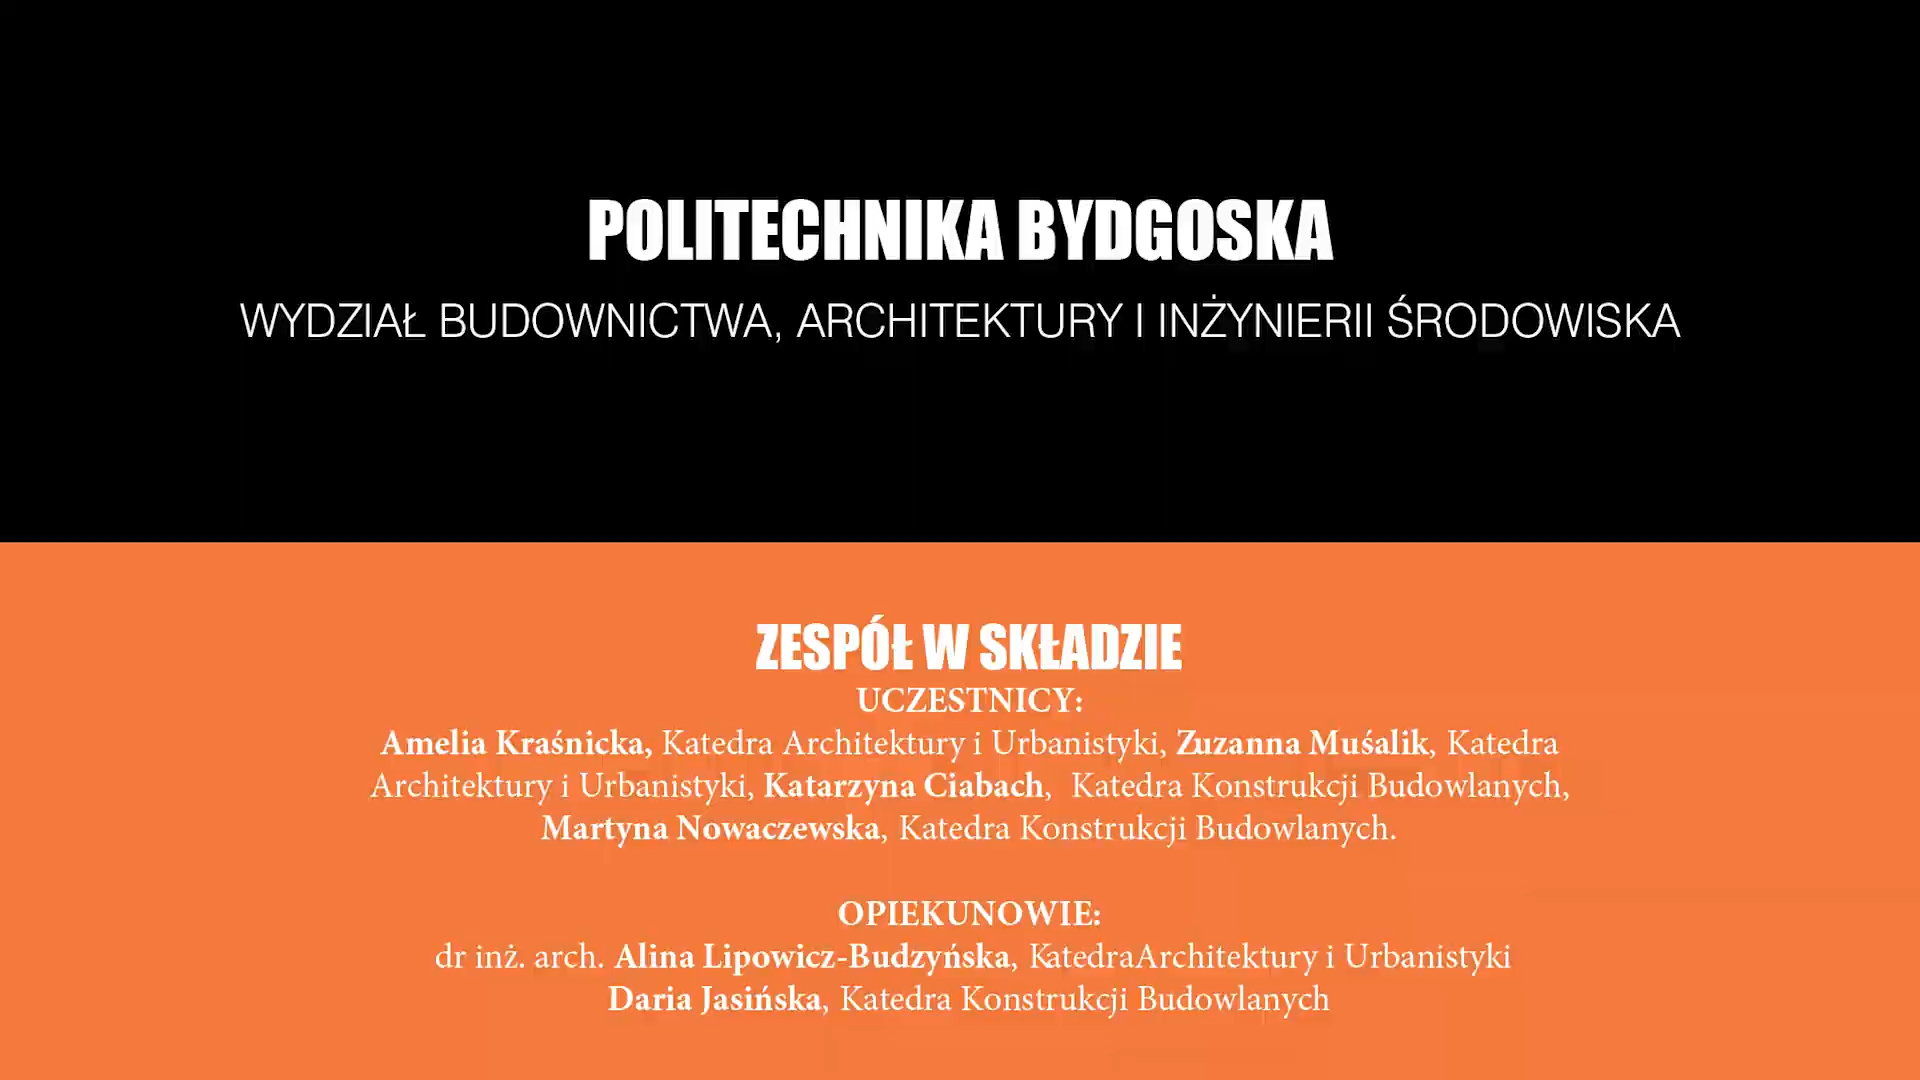 POLITECHNIKA BYDGOSKA
WYDZIAŁ BUDOWNICTWA, ARCHITEKTURY I INŻYNIERII ŚRODOWISKA
ZESPÓŁ W SKŁADZIE
UCZESTNICY:
Amelia Kraśnicka, Katedra Architektury i Urbanistyki, Zuzanna Muśalik, Katedra
Architektury i Urbanistyki, Katarzyna Ciabach, Katedra Konstrukcji Budowlanych,
Martyna Nowaczewska, Katedra Konstrukcji Budowlanych.
OPIEKUNOWIE:
dr inż. arch. Alina Lipowicz-Budzyńska, KatedraArchitektury i Urbanistyki
Daria Jasińska, Katedra Konstrukcji Budowlanych